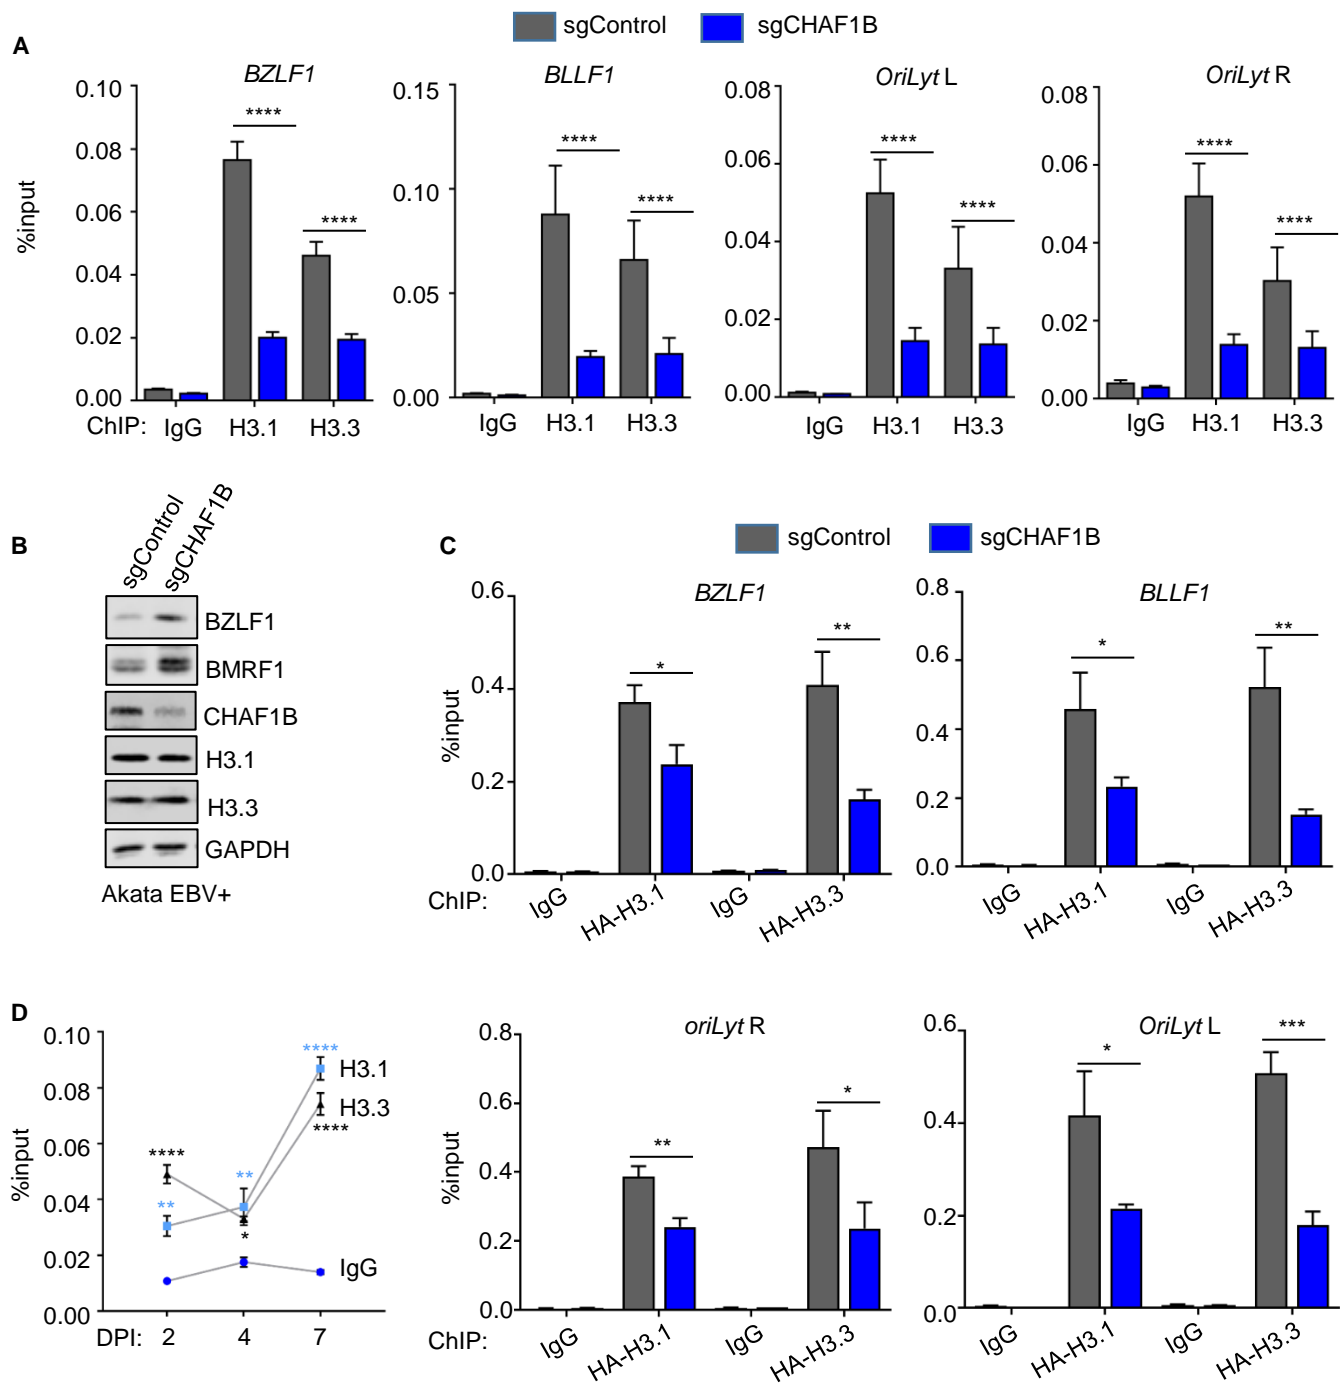 sgControl sgCHAF1B
A
BZLF1
%input
0.10
0.08
0.06
0.04
0.02
0.00
****
****
ChIP: IgG H3.1 H3.3
BLLF1
0.15
0.10
0.05
0.00
****
****
IgG H3.1 H3.3
OriLyt L
0.08
0.06
0.04
0.02
0.00
****
****
IgG H3.1 H3.3
OriLyt R
0.08
0.06
0.04
0.02
0.00
****
****
IgG H3.1 H3.3
B
sgControl
sgCHAF1B
BZLF1
BMRF1
CHAF1B
H3.1
H3.3
GAPDH
Akata EBV+
C
sgControl sgCHAF1B
BZLF1
%input
0.6
0.4
0.2
0.0
*
**
ChIP: IgG HA-H3.1 IgG HA-H3.3
BLLF1
0.8
0.6
0.4
0.2
0.0
*
**
IgG HA-H3.1 IgG HA-H3.3
oriLyt R
%input
0.8
0.6
0.4
0.2
0.0
**
*
ChIP: IgG HA-H3.1 IgG HA-H3.3
OriLyt L
0.6
0.4
0.2
0.0
*
***
IgG HA-H3.1 IgG HA-H3.3
D
%input
0.10
0.08
0.06
0.04
0.02
0.00
****
H3.1
H3.3
****
****
**
**
*
IgG
DPI: 2 4 7